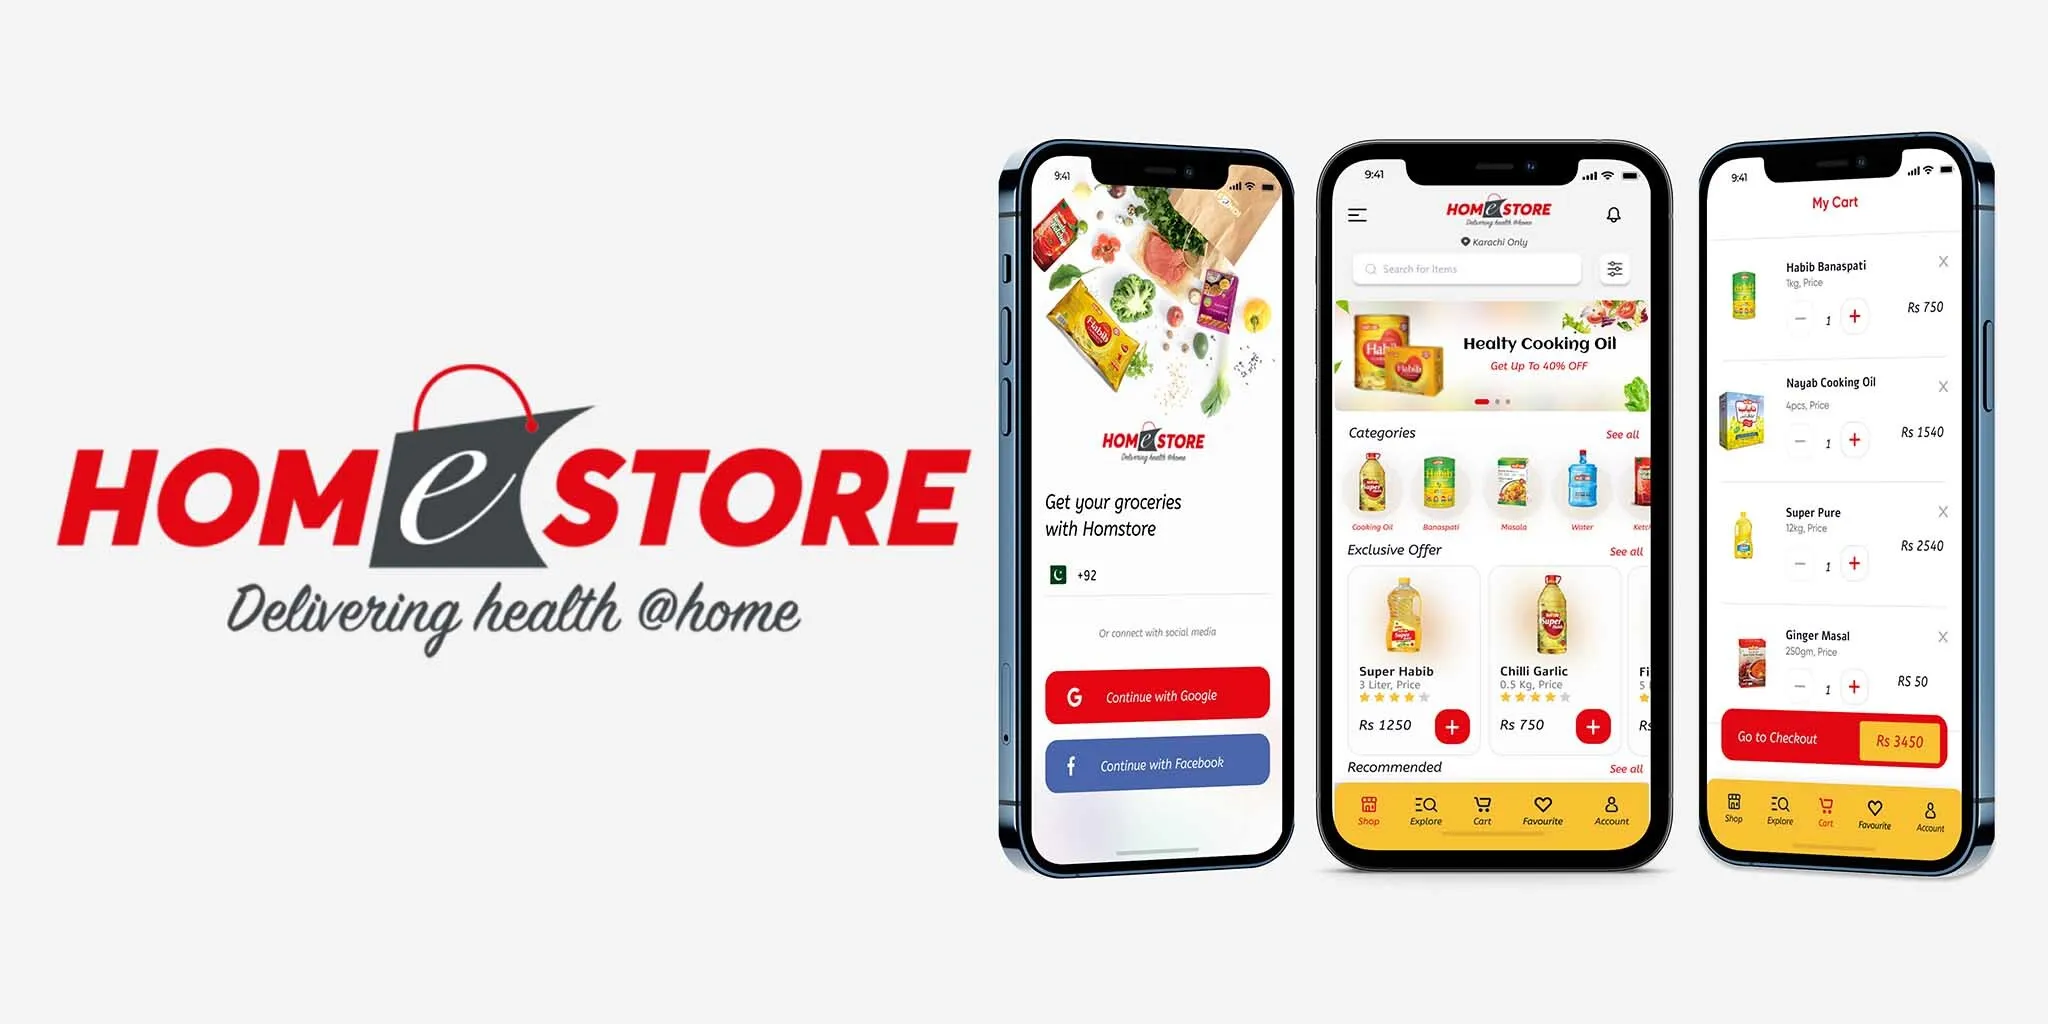 HOMeSTORE
Delivering health @home
9:41
HOMeSTORE
Delivering health @home
Get your groceries
with Homstore
+92
Or connect with social media
G Continue with Google
f Continue with Facebook
9:41
HOMeSTORE
Delivering health @home
Karachi Only
Search for Items
Habib
Healty Cooking Oil
Get Up To 40% OFF
Categories See all
Cooking Oil Banaspati Masala Water Ketc
Exclusive Offer See all
Super Habib
3 Liter, Price
Rs 1250
Chilli Garlic
0.5 Kg, Price
Rs 750
Fi
5
Rs
Recommended See all
Shop Explore Cart Favourite Account
9:41
My Cart
Habib Banaspati X
1kg, Price
1 Rs 750
Nayab Cooking Oil X
4pcs, Price
1 Rs 1540
Super Pure X
12kg, Price
1 Rs 2540
Ginger Masal X
250gm, Price
1 RS 50
Go to Checkout Rs 3450
Shop Explore Cart Favourite Account